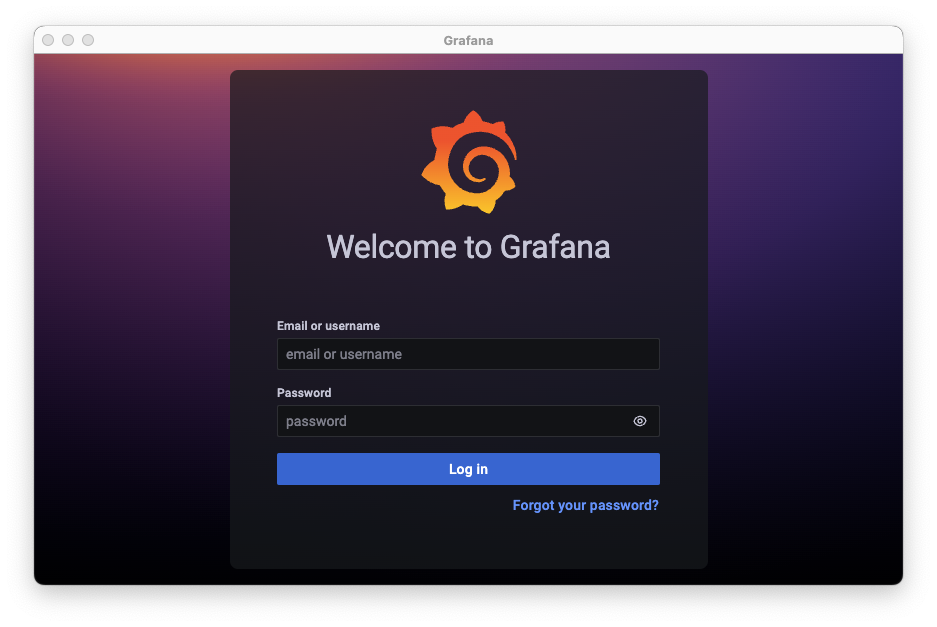 Grafana
Welcome to Grafana
Email or username
email or username
Password
password
Log in
Forgot your password?